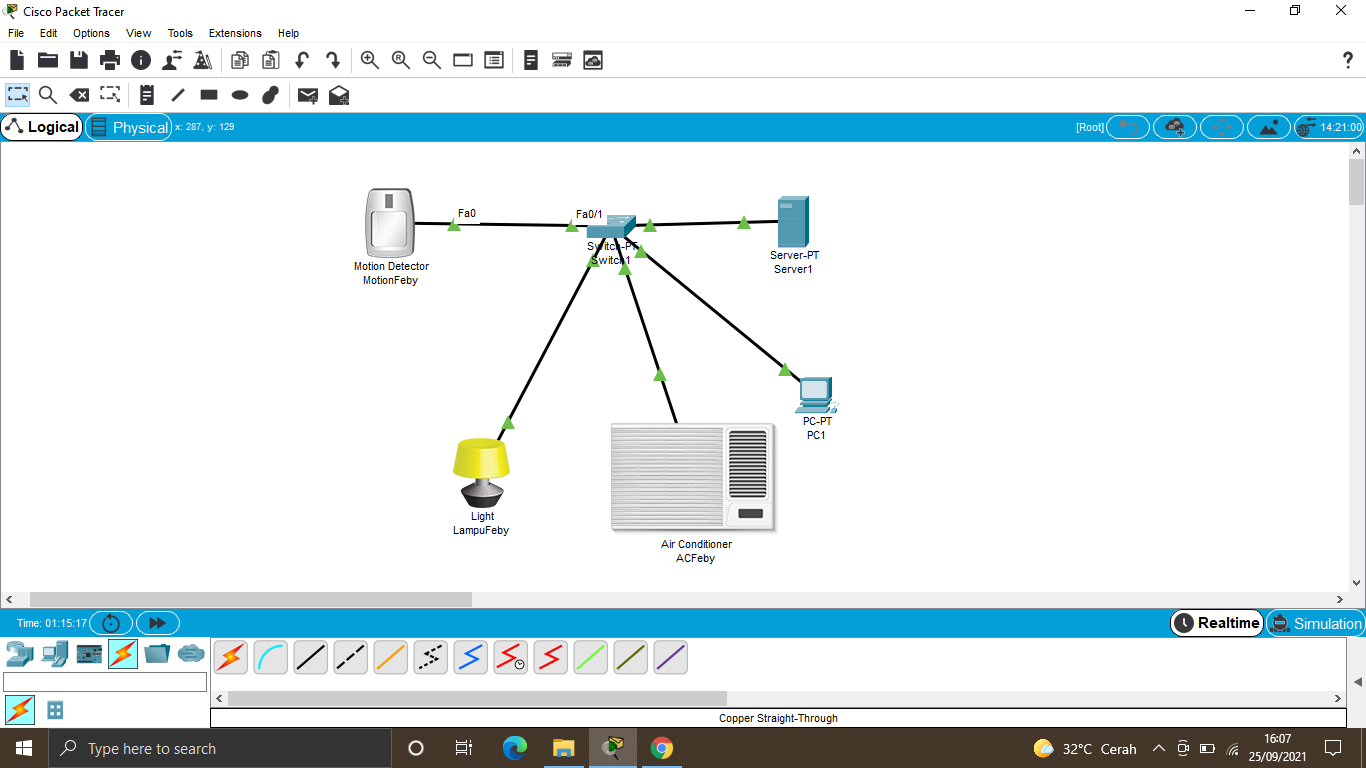 Cisco Packet Tracer
File Edit Options View Tools Extensions Help
Logical Physical x: 287, y: 129 [Root] 14:21:00
Fa0 Fa0/1
Switch-PT
Switch1
Server-PT
Server1
Motion Detector
MotionFeby
PC-PT
PC1
Light
LampuFeby
Air Conditioner
ACFeby
Time: 01:15:17 Realtime Simulation
Copper Straight-Through
Type here to search 32°C Cerah 16:07
25/09/2021